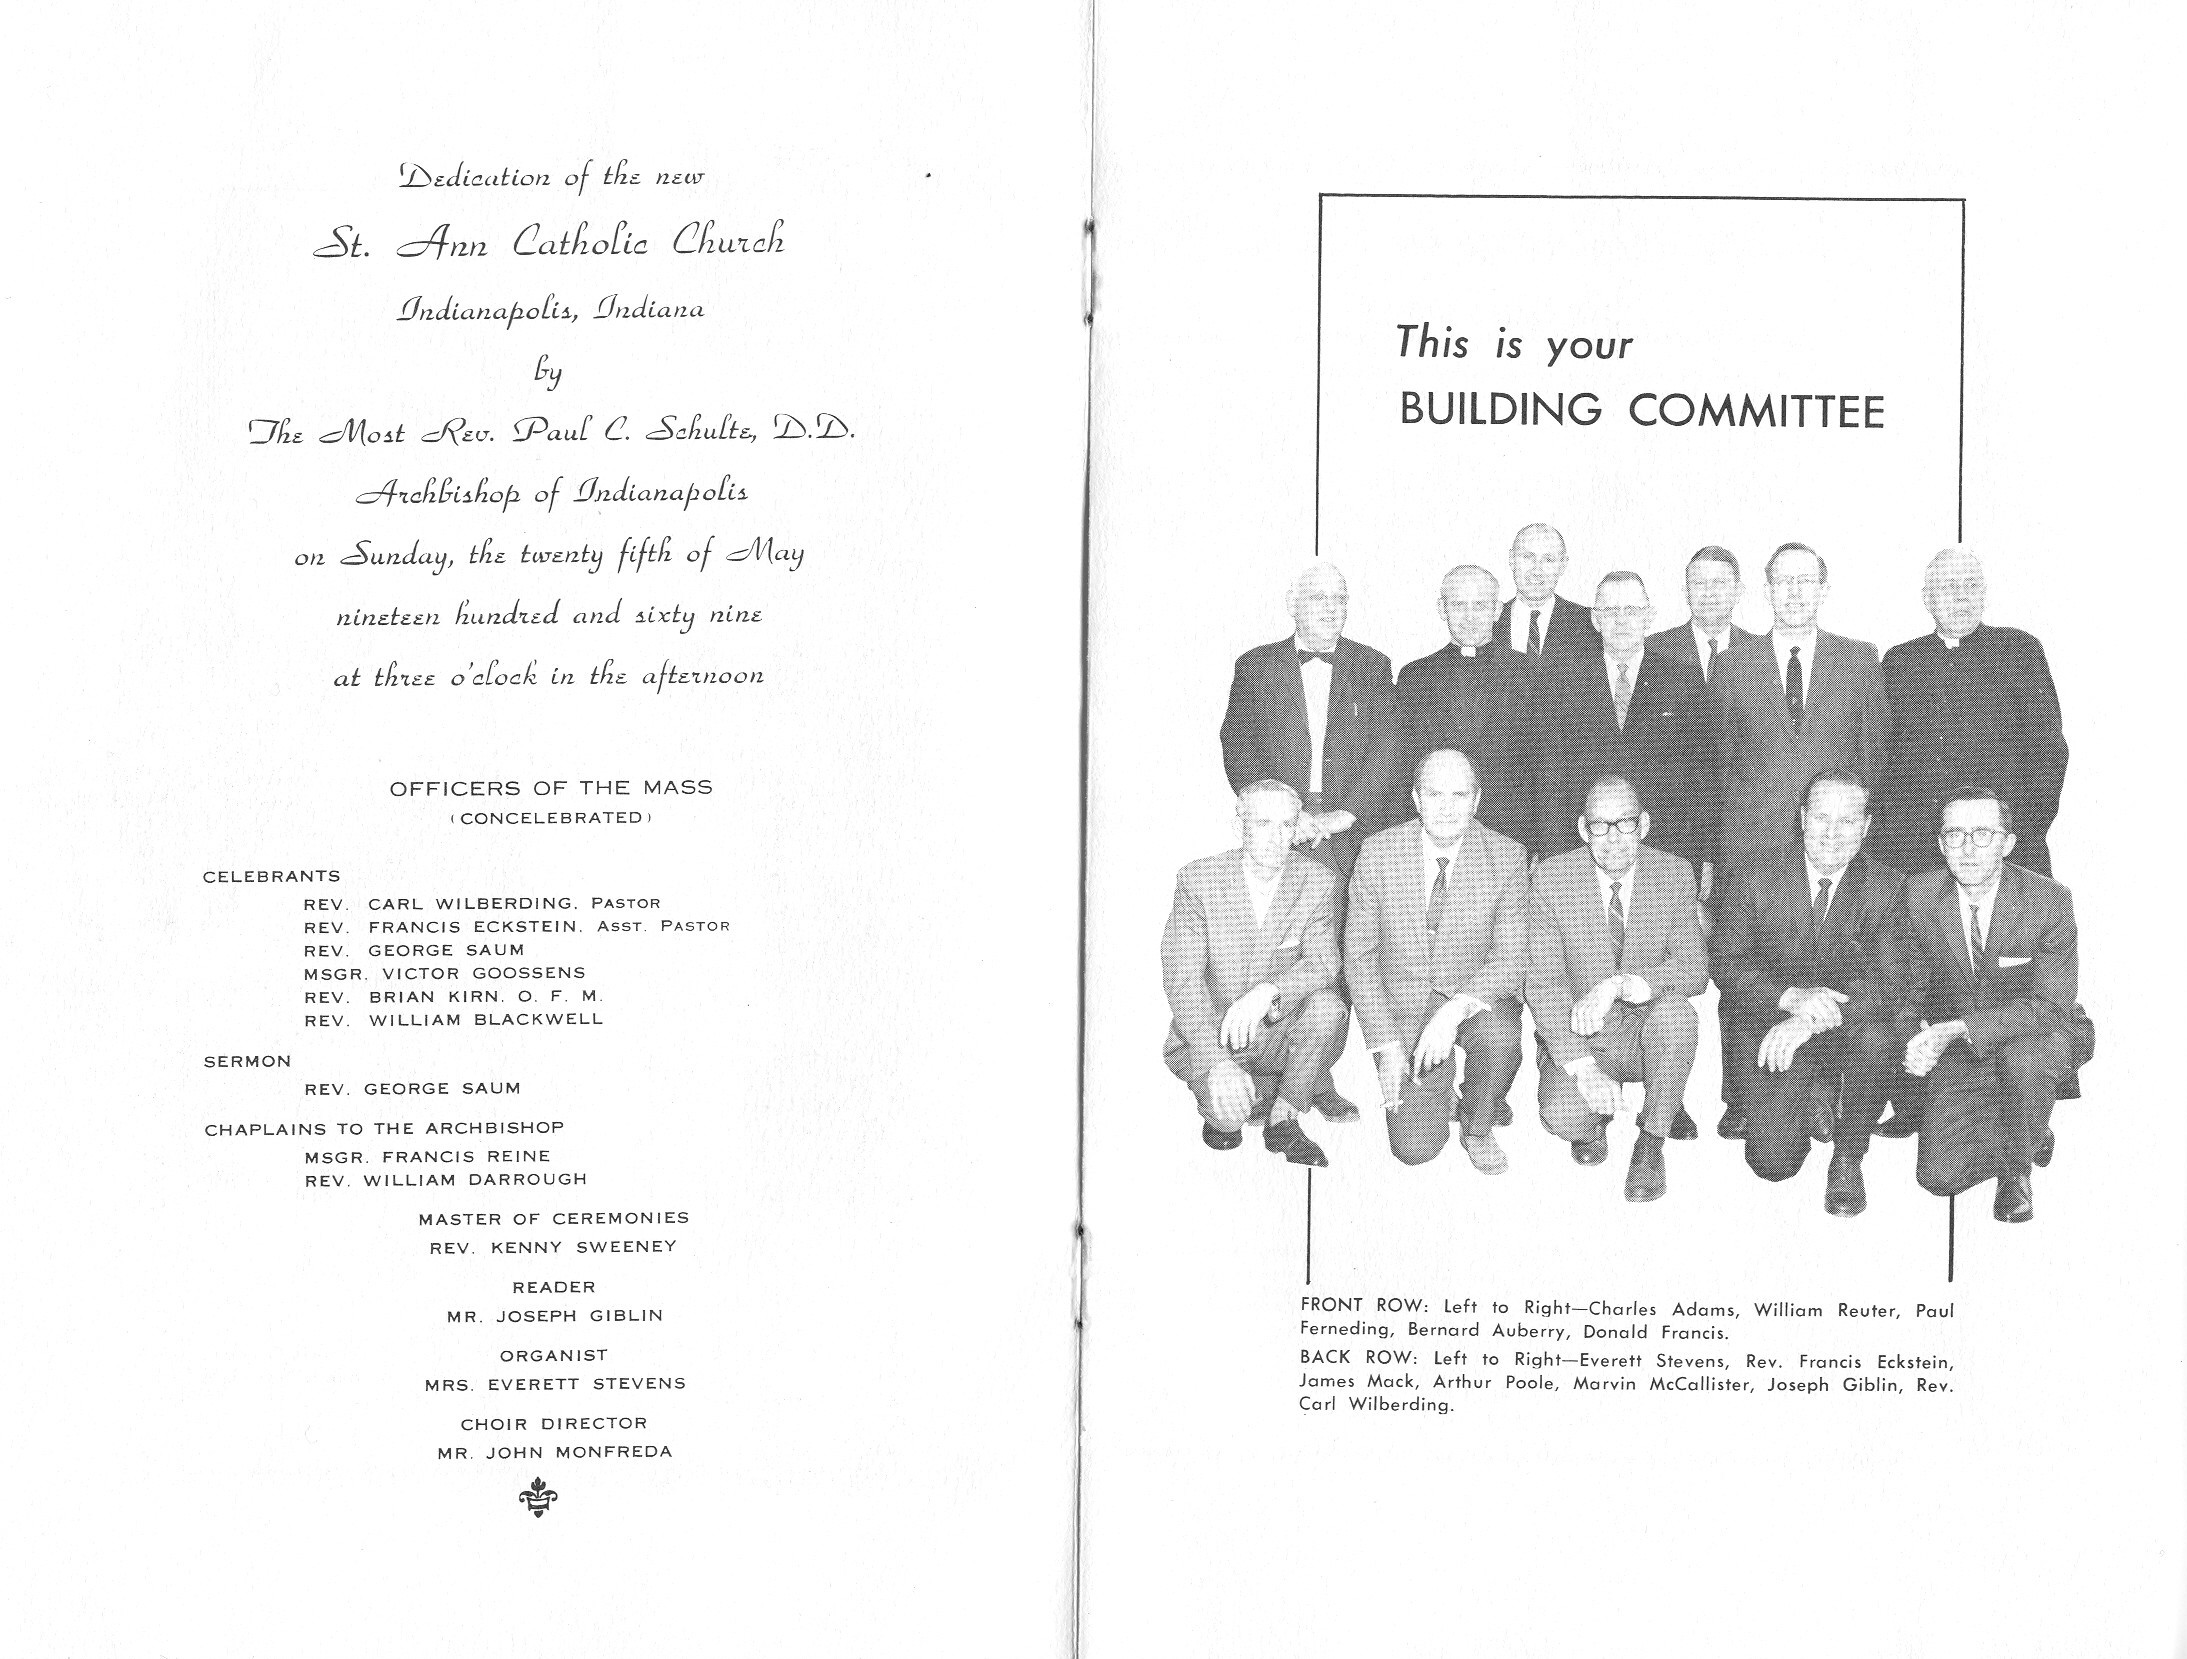 Dedication of the new
St. Ann Catholic Church
Indianapolis, Indiana
by
The Most Rev. Paul C. Schulte, D.D.
Archbishop of Indianapolis
on Sunday, the twenty fifth of May
nineteen hundred and sixty nine
at three o'clock in the afternoon
OFFICERS OF THE MASS
(CONCELEBRATED)
CELEBRANTS
REV. CARL WILBERDING, PASTOR
REV. FRANCIS ECKSTEIN, ASST. PASTOR
REV. GEORGE SAUM
MSGR. VICTOR GOOSSENS
REV. BRIAN KIRN, O. F. M.
REV. WILLIAM BLACKWELL
SERMON
REV. GEORGE SAUM
CHAPLAINS TO THE ARCHBISHOP
MSGR. FRANCIS REINE
REV. WILLIAM DARROUGH
MASTER OF CEREMONIES
REV. KENNY SWEENEY
READER
MR. JOSEPH GIBLIN
ORGANIST
MRS. EVERETT STEVENS
CHOIR DIRECTOR
MR. JOHN MONFREDA
This is your
BUILDING COMMITTEE
FRONT ROW: Left to Right—Charles Adams, William Reuter, Paul
Ferneding, Bernard Auberry, Donald Francis.
BACK ROW: Left to Right—Everett Stevens, Rev. Francis Eckstein,
James Mack, Arthur Poole, Marvin McCallister, Joseph Giblin, Rev.
Carl Wilberding.